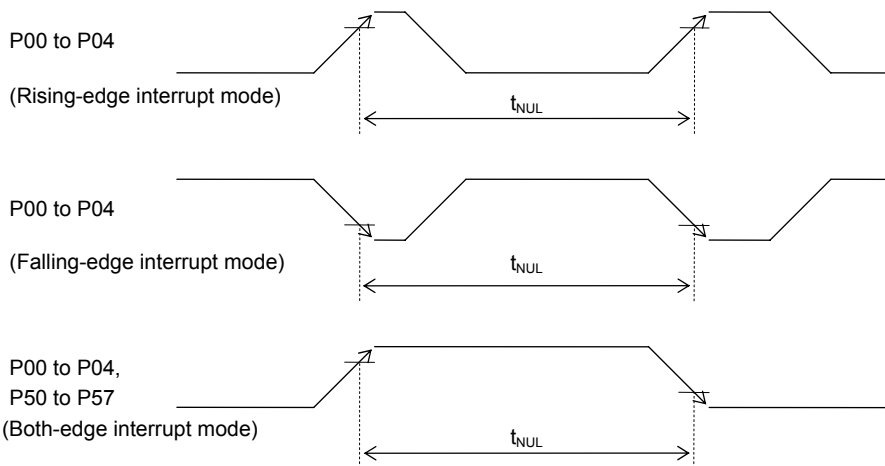 P00 to P04
(Rising-edge interrupt mode)
tNUL
P00 to P04
(Falling-edge interrupt mode)
tNUL
P00 to P04,
P50 to P57
(Both-edge interrupt mode)
tNUL